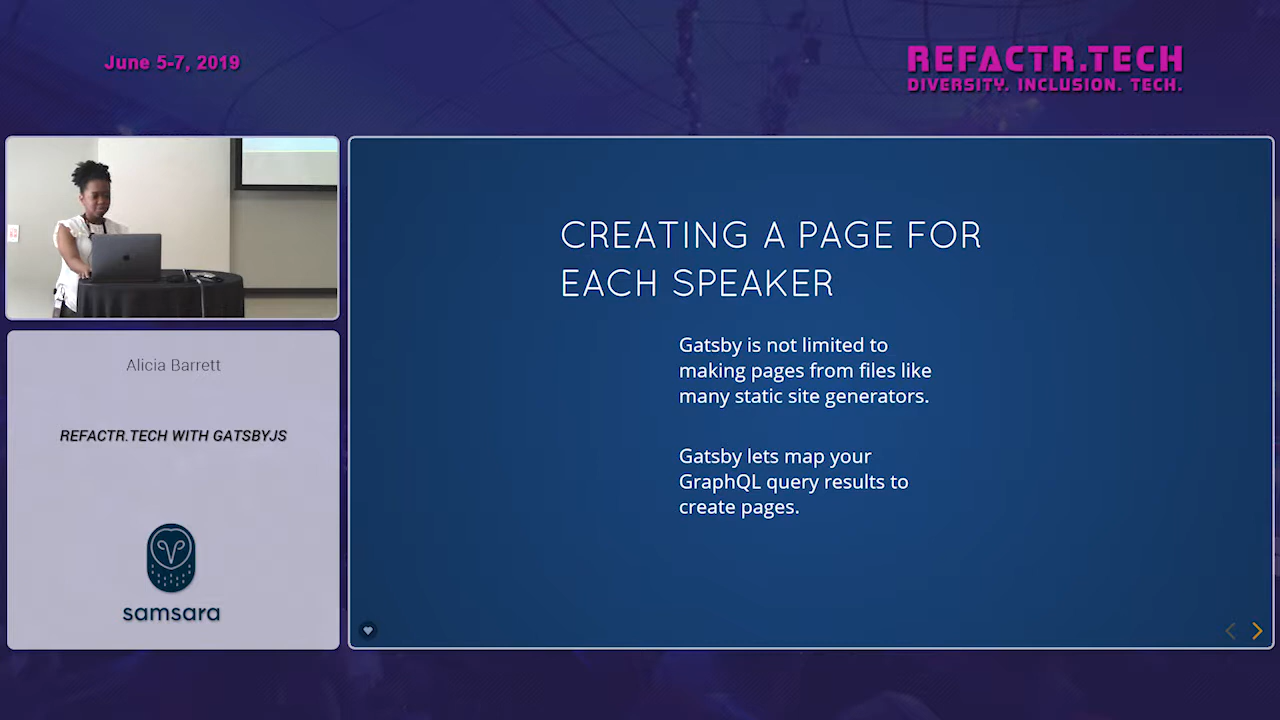 June 5-7, 2019
REFACTR.TECH
DIVERSITY. INCLUSION. TECH.
Alicia Barrett
REFACTR.TECH WITH GATSBYJS
samsara
CREATING A PAGE FOR
EACH SPEAKER
Gatsby is not limited to
making pages from files like
many static site generators.
Gatsby lets map your
GraphQL query results to
create pages.